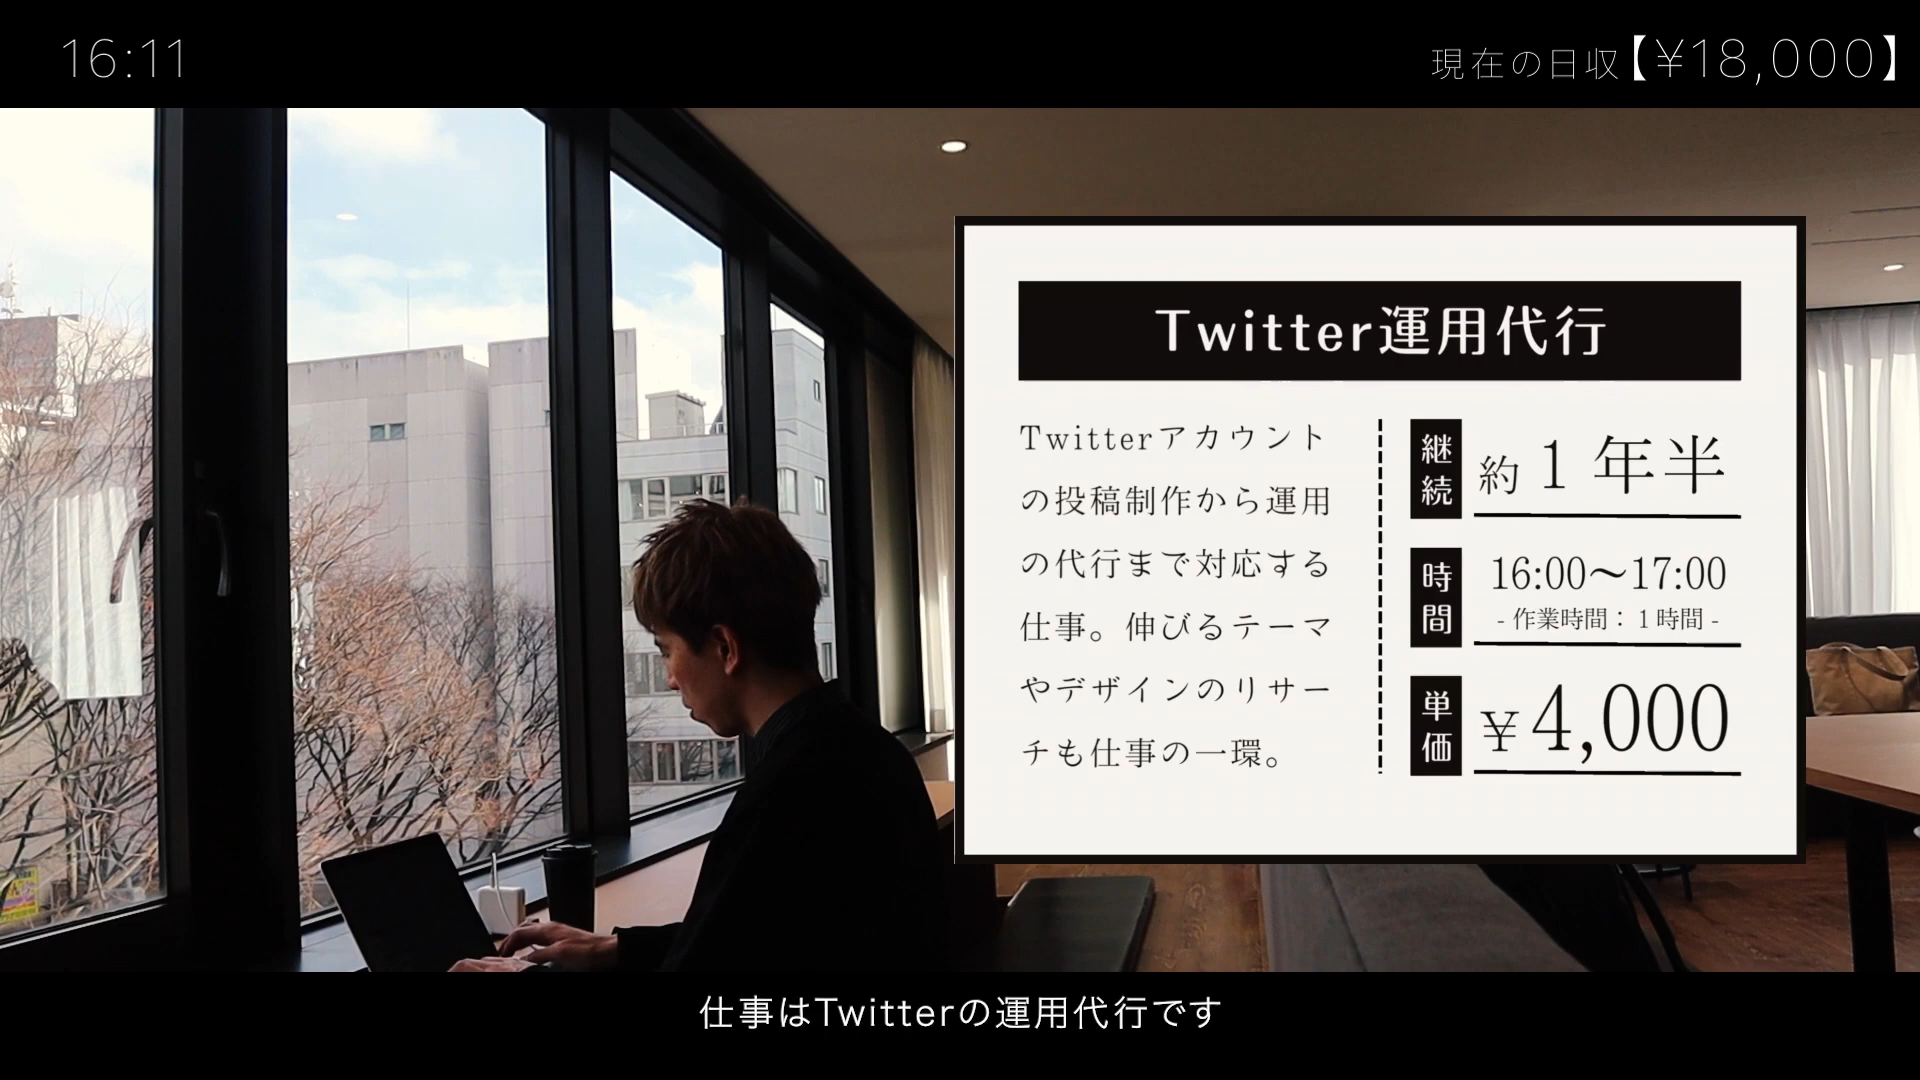 16:11
現在の日収【¥18,000】
Twitter運用代行
Twitterアカウント
の投稿制作から運用
の代行まで対応する
仕事。伸びるテーマ
やデザインのリサー
チも仕事の一環。
継続
約1年半
時間
16:00〜17:00
- 作業時間：1時間 -
単価
¥4,000
仕事はTwitterの運用代行です